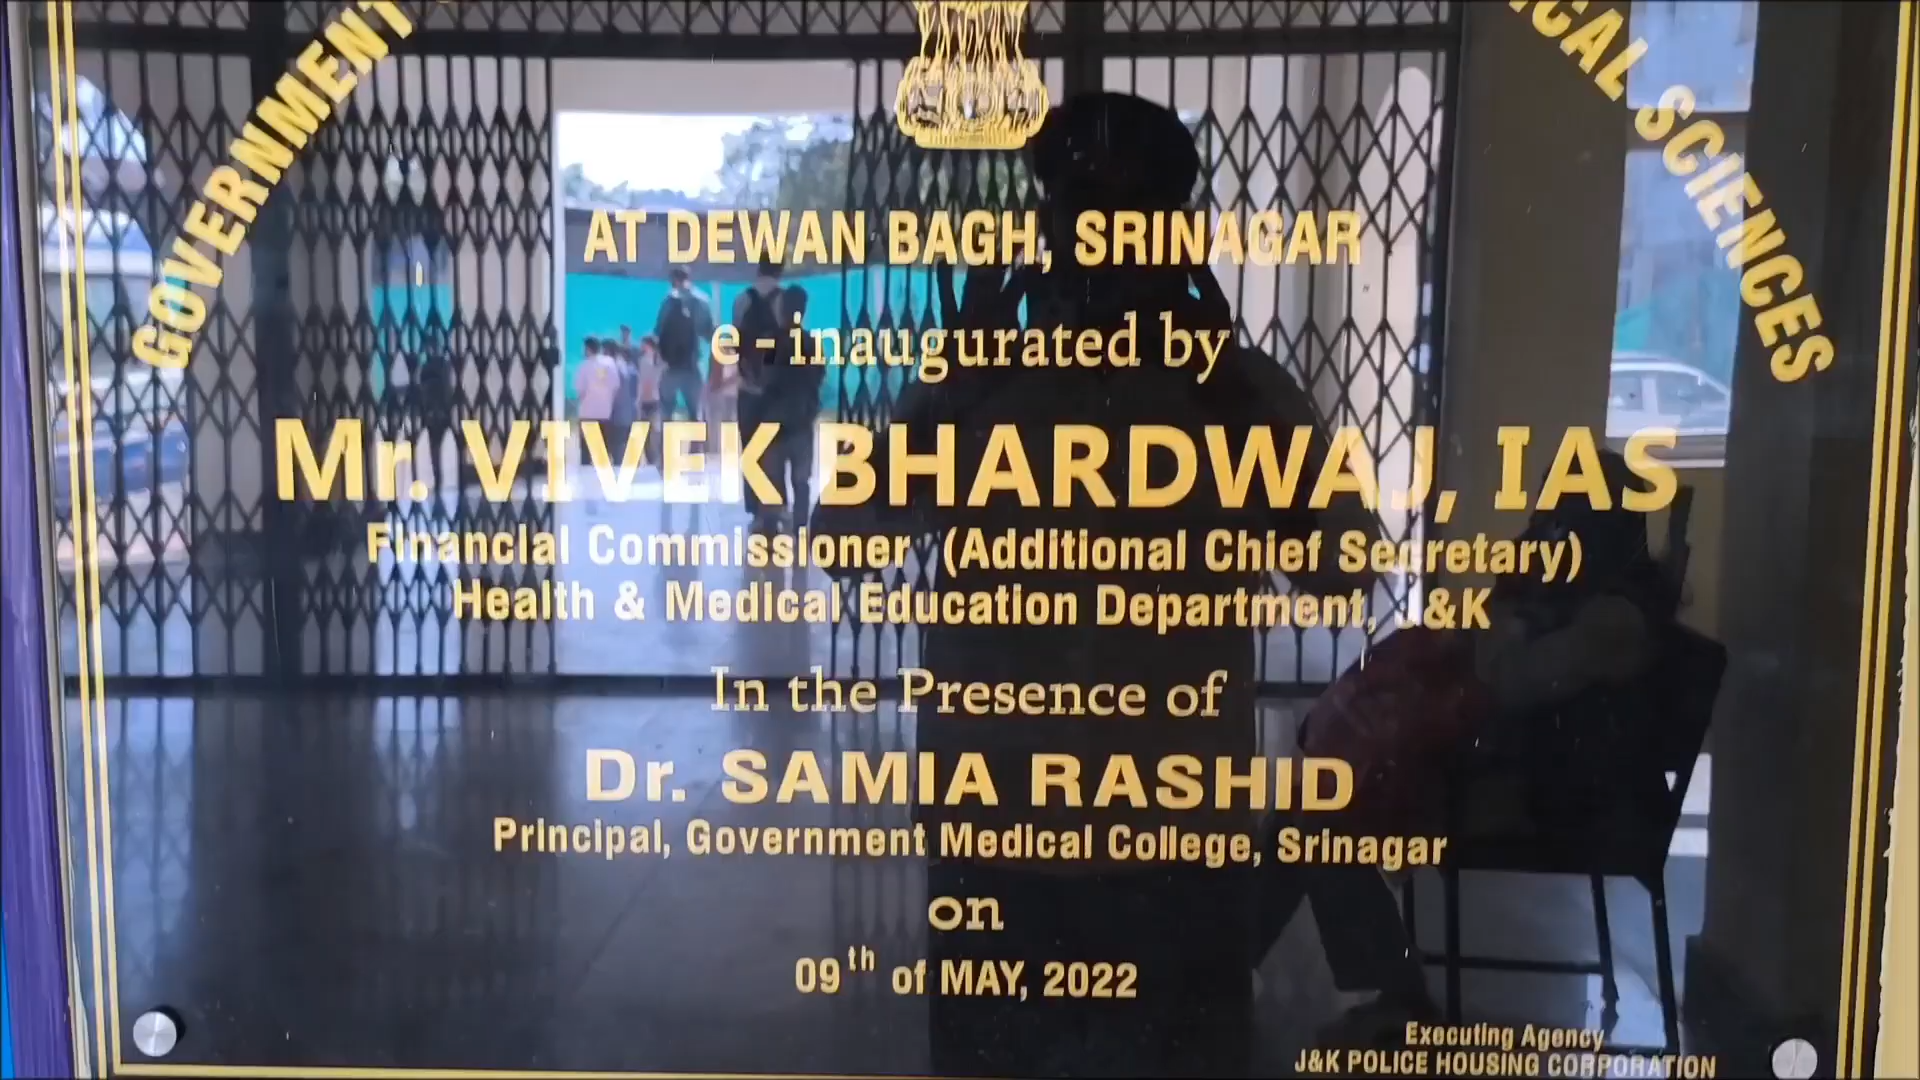 GOVERNMENT
ICAL SCIENCES
AT DEWAN BAGH, SRINAGAR
e - inaugurated by
Mr. VIVEK BHARDWAJ, IAS
Financial Commissioner (Additional Chief Secretary)
Health & Medical Education Department, J&K
In the Presence of
Dr. SAMIA RASHID
Principal, Government Medical College, Srinagar
on
09th of MAY, 2022
Executing Agency
J&K POLICE HOUSING CORPORATION